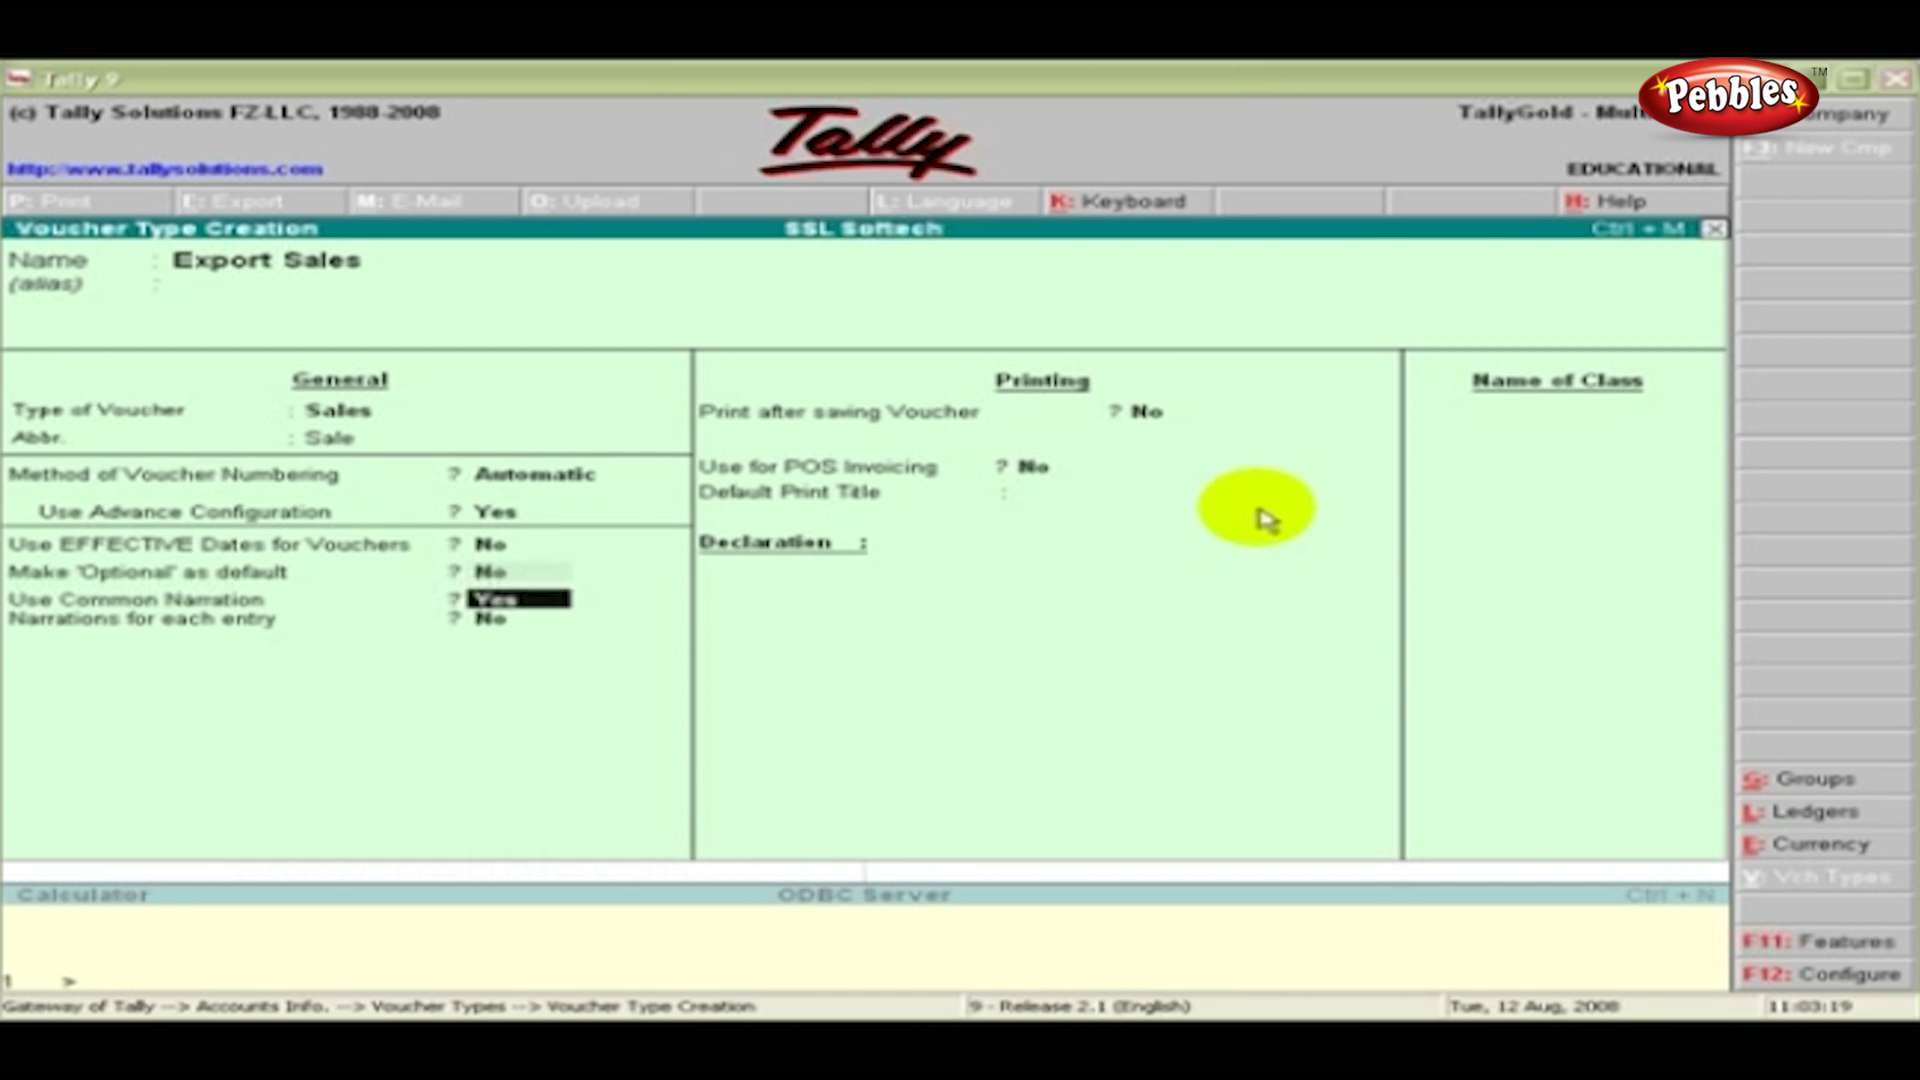 Tally 9
Pebbles™
(c) Tally Solutions FZ-LLC, 1988-2008
Tally
TallyGold -
ompany
http://www.tallysolutions.com
EDUCATIONAL
F3: New Cmp
P: Print E: Export M: E-Mail O: Upload L: Language K: Keyboard H: Help
Voucher Type Creation SSL Softech Ctrl + M
Name : Export Sales
(alias) :
General
Type of Voucher : Sales
Abbr. : Sale
Method of Voucher Numbering ? Automatic
Use Advance Configuration ? Yes
Use EFFECTIVE Dates for Vouchers ? No
Make 'Optional' as default ? No
Use Common Narration ? Yes
Narrations for each entry ? No
Printing
Print after saving Voucher ? No
Use for POS Invoicing ? No
Default Print Title :
Declaration :
Name of Class
G: Groups
L: Ledgers
E: Currency
V: Vch Types
F11: Features
F12: Configure
Calculator ODBC Server Ctrl + N
1 >
Gateway of Tally --> Accounts Info. --> Voucher Types --> Voucher Type Creation 9 - Release 2.1 (English) Tue, 12 Aug, 2008 11:03:19